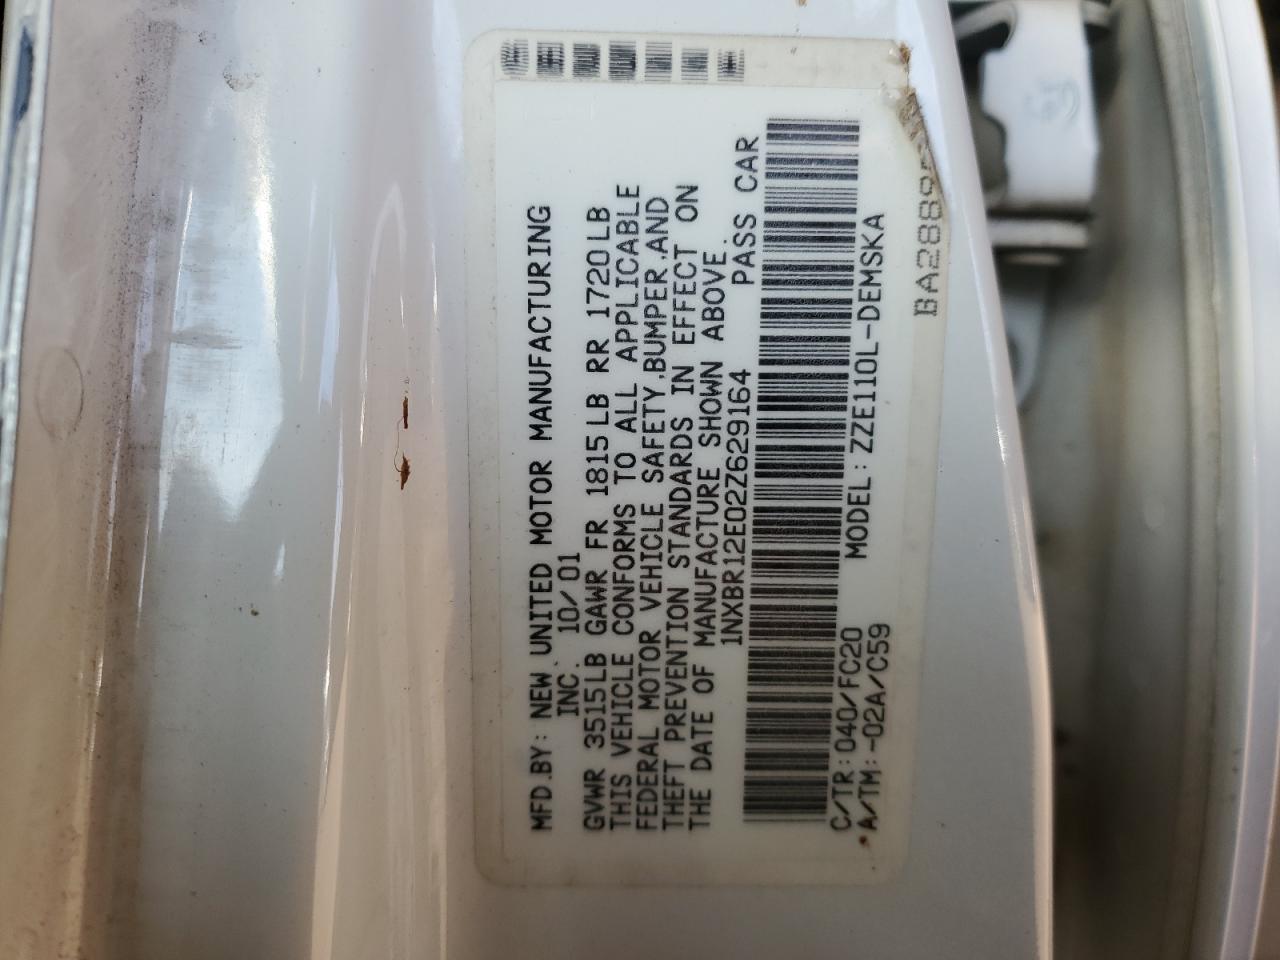 MFD.BY: NEW UNITED MOTOR MANUFACTURING
INC. 10/01
GVWR 3515LB GAWR FR 1815LB RR 1720LB
THIS VEHICLE CONFORMS TO ALL APPLICABLE
FEDERAL MOTOR VEHICLE SAFETY,BUMPER,AND
THEFT PREVENTION STANDARDS IN EFFECT ON
THE DATE OF MANUFACTURE SHOWN ABOVE.
1NXBR12E02Z629164 PASS CAR
C/TR:040/FC20 MODEL:ZZE110L-DEMSKA
A/TM:-02A/C59